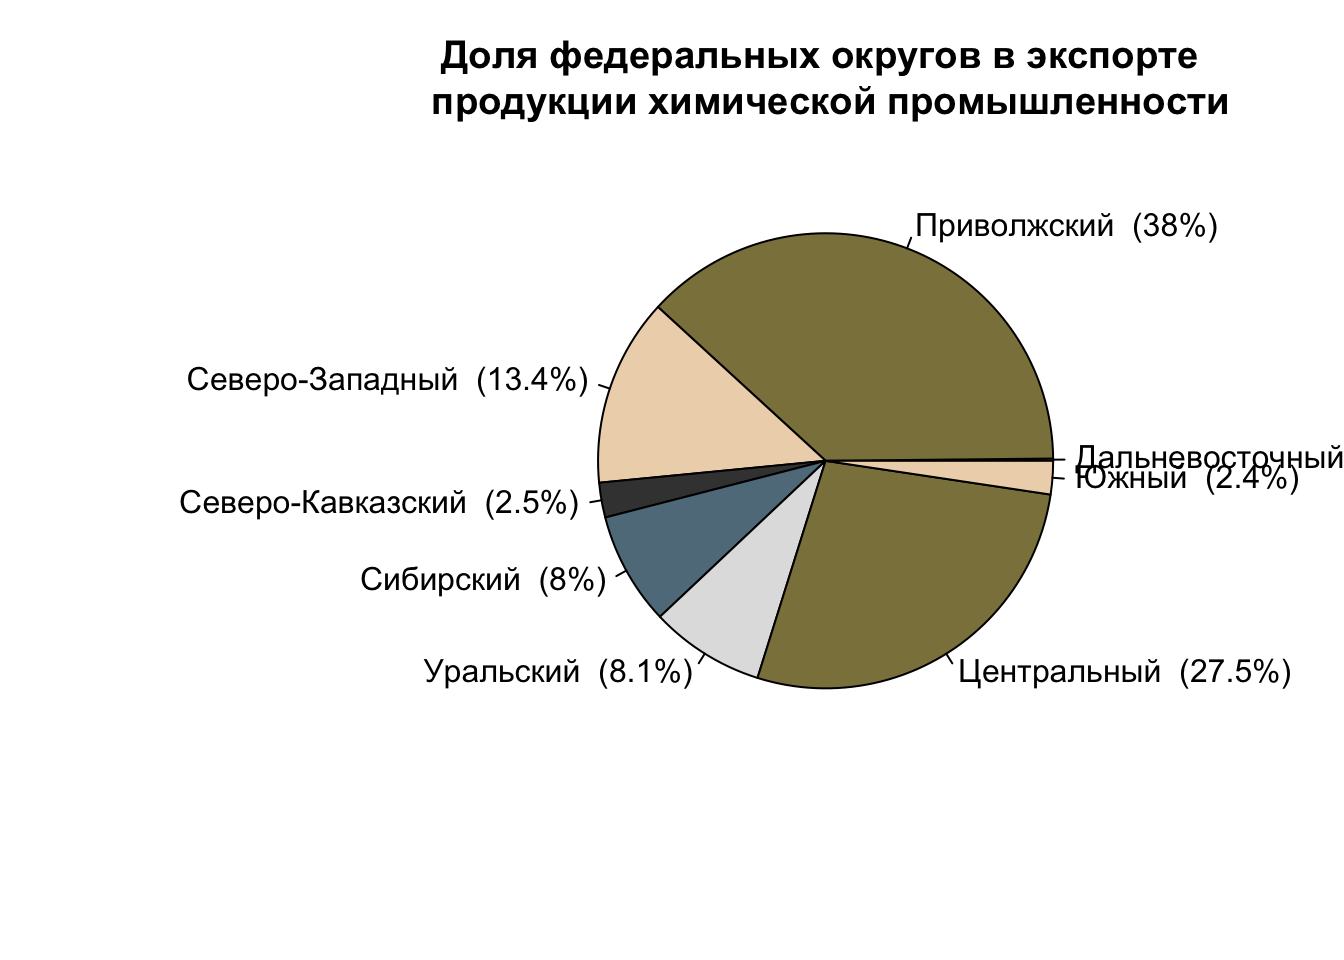 Доля федеральных округов в экспорте
продукции химической промышленности
Приволжский (38%)
Северо-Западный (13.4%)
Дальневосточный
Южный (2.4%)
Северо-Кавказский (2.5%)
Сибирский (8%)
Уральский (8.1%)
Центральный (27.5%)